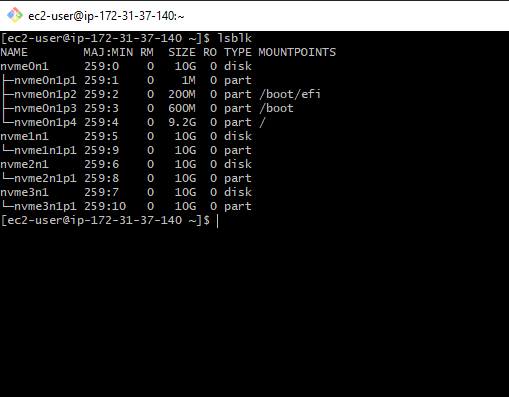 ec2-user@ip-172-31-37-140:~
[ec2-user@ip-172-31-37-140 ~]$ lsblk
NAME        MAJ:MIN RM  SIZE RO TYPE MOUNTPOINTS
nvme0n1     259:0    0   10G  0 disk
├─nvme0n1p1 259:1    0    1M  0 part
├─nvme0n1p2 259:2    0  200M  0 part /boot/efi
├─nvme0n1p3 259:3    0  600M  0 part /boot
└─nvme0n1p4 259:4    0  9.2G  0 part /
nvme1n1     259:5    0   10G  0 disk
└─nvme1n1p1 259:9    0   10G  0 part
nvme2n1     259:6    0   10G  0 disk
└─nvme2n1p1 259:8    0   10G  0 part
nvme3n1     259:7    0   10G  0 disk
└─nvme3n1p1 259:10   0   10G  0 part
[ec2-user@ip-172-31-37-140 ~]$